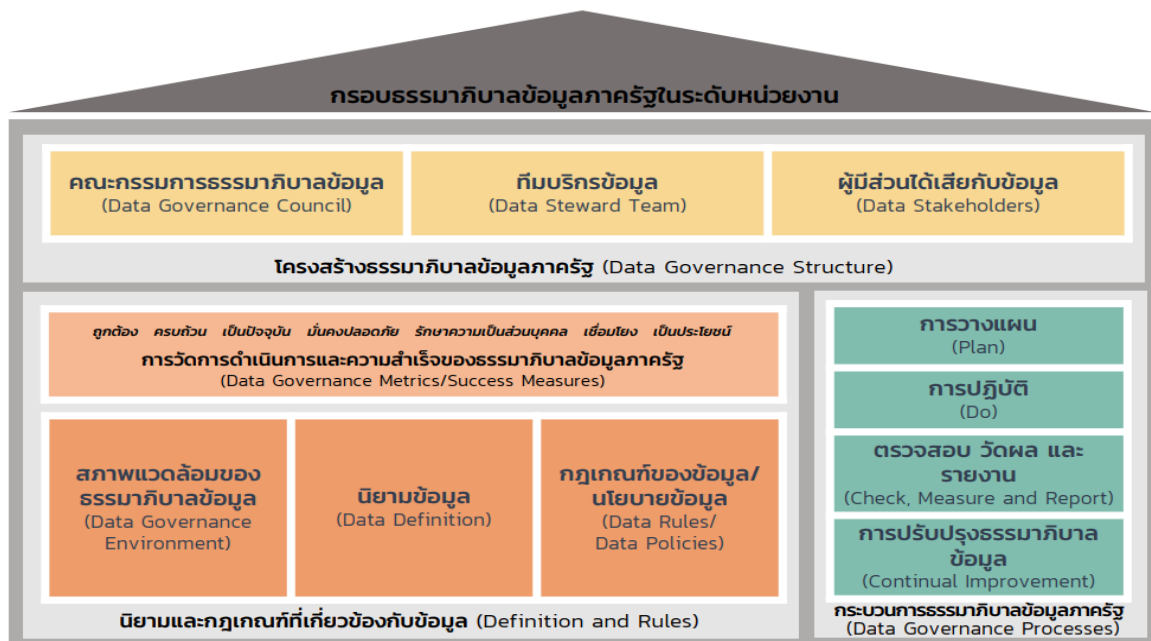 กรอบธรรมาภิบาลข้อมูลภาครัฐในระดับหน่วยงาน
คณะกรรมการธรรมาภิบาลข้อมูล
(Data Governance Council)
ทีมบริกรข้อมูล
(Data Steward Team)
ผู้มีส่วนได้เสียกับข้อมูล
(Data Stakeholders)
โครงสร้างธรรมาภิบาลข้อมูลภาครัฐ (Data Governance Structure)
ถูกต้อง ครบถ้วน เป็นปัจจุบัน มั่นคงปลอดภัย รักษาความเป็นส่วนบุคคล เชื่อมโยง เป็นประโยชน์
การวัดการดำเนินการและความสำเร็จของธรรมาภิบาลข้อมูลภาครัฐ
(Data Governance Metrics/Success Measures)
สภาพแวดล้อมของ
ธรรมาภิบาลข้อมูล
(Data Governance
Environment)
นิยามข้อมูล
(Data Definition)
กฎเกณฑ์ของข้อมูล/
นโยบายข้อมูล
(Data Rules/
Data Policies)
นิยามและกฎเกณฑ์ที่เกี่ยวข้องกับข้อมูล (Definition and Rules)
การวางแผน
(Plan)
การปฏิบัติ
(Do)
ตรวจสอบ วัดผล และ
รายงาน
(Check, Measure and Report)
การปรับปรุงธรรมาภิบาล
ข้อมูล
(Continual Improvement)
กระบวนการธรรมาภิบาลข้อมูลภาครัฐ
(Data Governance Processes)